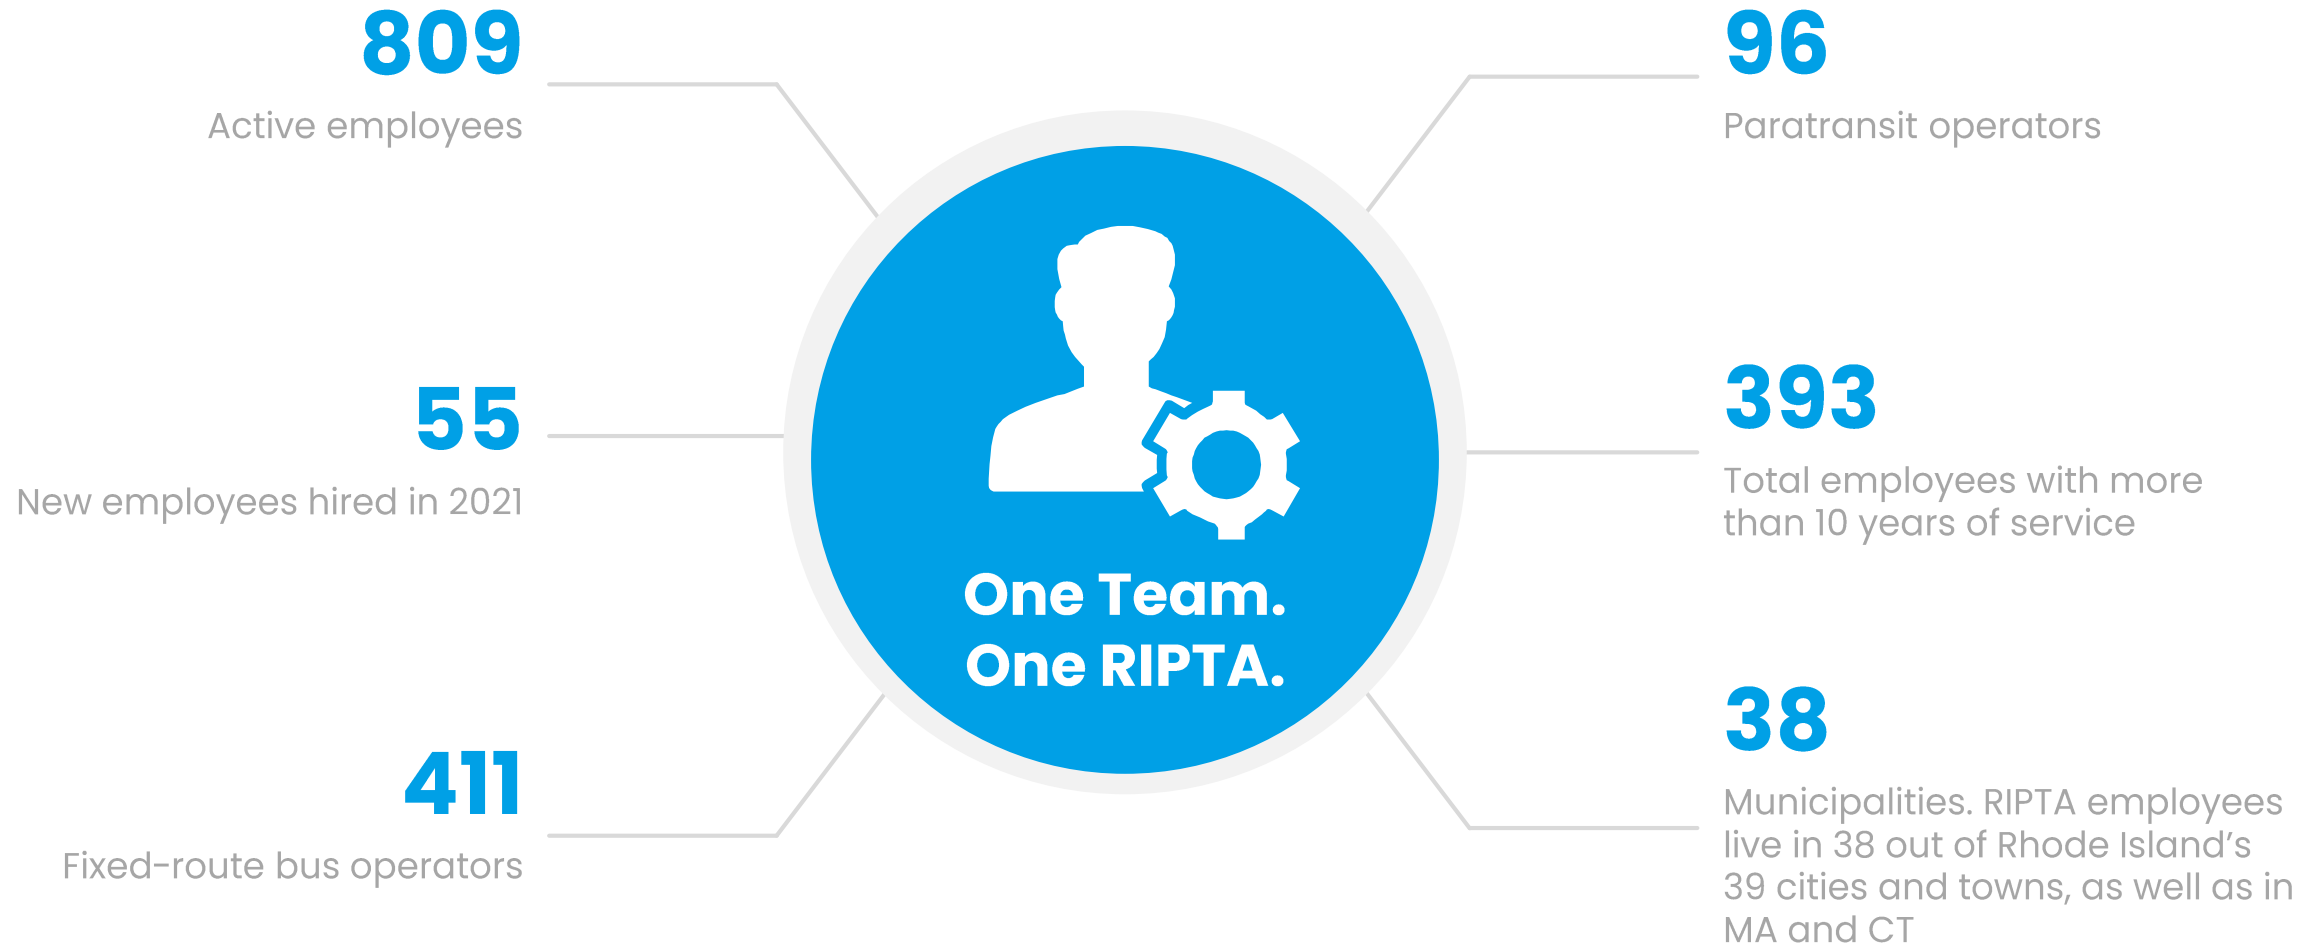 809
Active employees
55
New employees hired in 2021
411
Fixed-route bus operators
One Team.
One RIPTA.
96
Paratransit operators
393
Total employees with more
than 10 years of service
38
Municipalities. RIPTA employees
live in 38 out of Rhode Island’s
39 cities and towns, as well as in
MA and CT